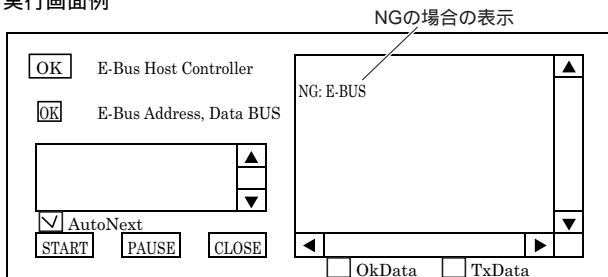 実行画面例
NGの場合の表示
OK E-Bus Host Controller
OK E-Bus Address, Data BUS
NG: E-BUS
AutoNext
START PAUSE CLOSE
OkData TxData